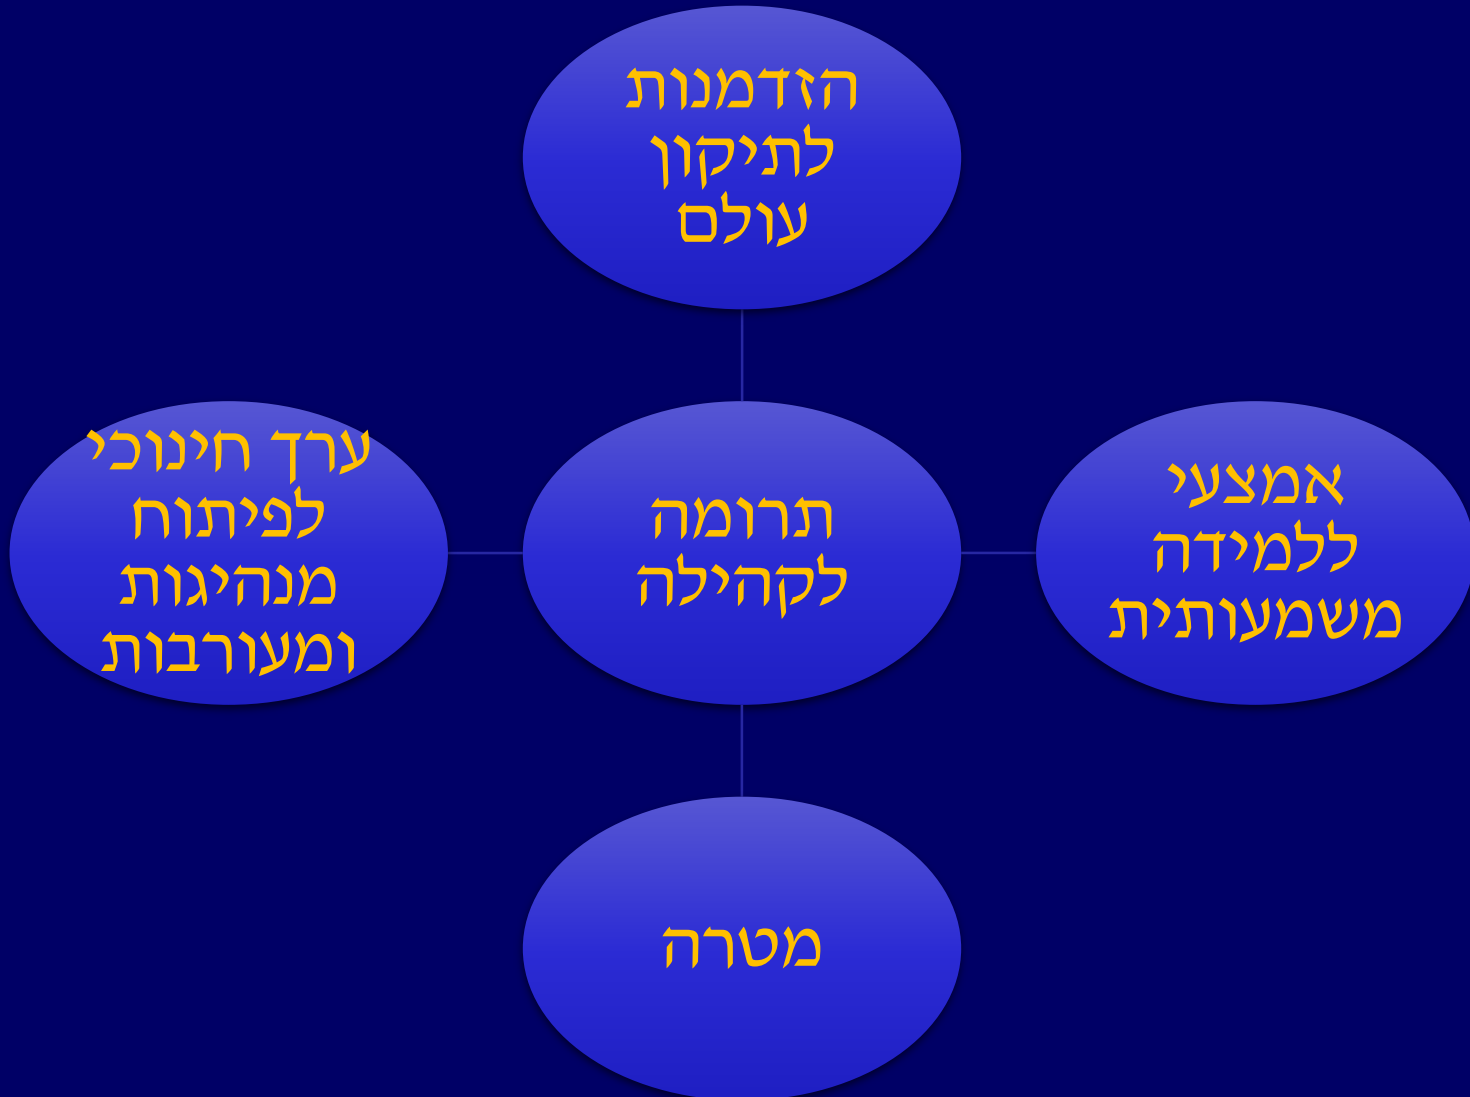 הזדמנות
לתיקון
עולם
אמצעי
ללמידה
משמעותית
תרומה
לקהילה
ערך חינוכי
לפיתוח
מנהיגות
ומעורבות
מטרה